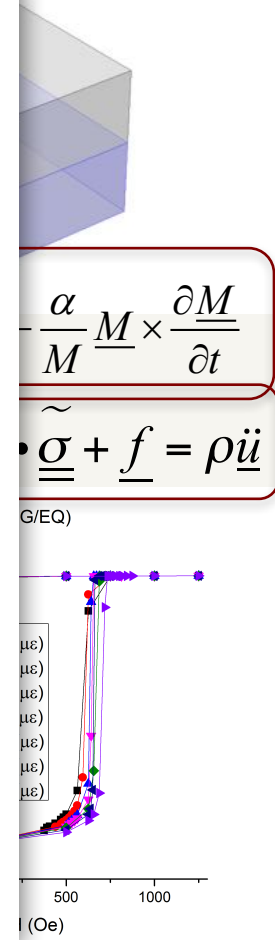 - α/M M × ∂M/∂t
• σ̃ + f = ρü
G/EQ)
με)
με)
με)
με)
με)
με)
με)
500 1000
(Oe)